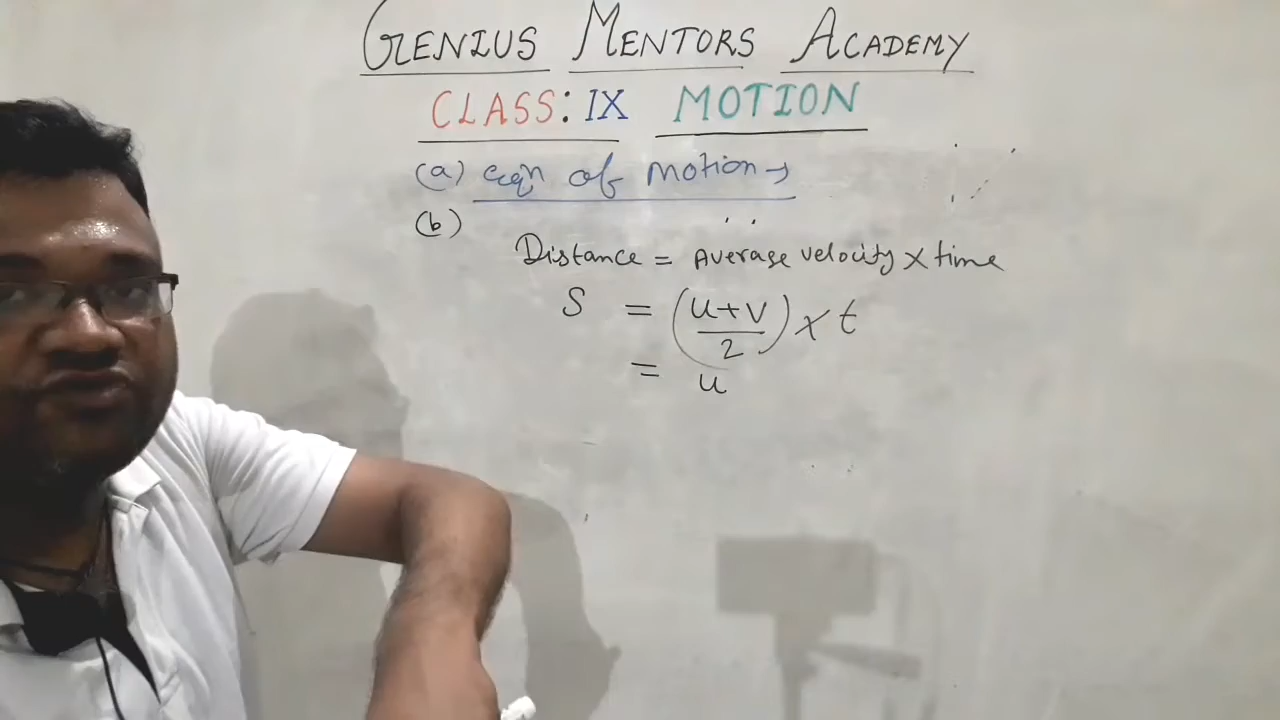 GENIUS MENTORS ACADEMY
CLASS: IX MOTION
(a) eqn of motion →
(b)
Distance = Average velocity × time
S = (u+v/2) × t
= u